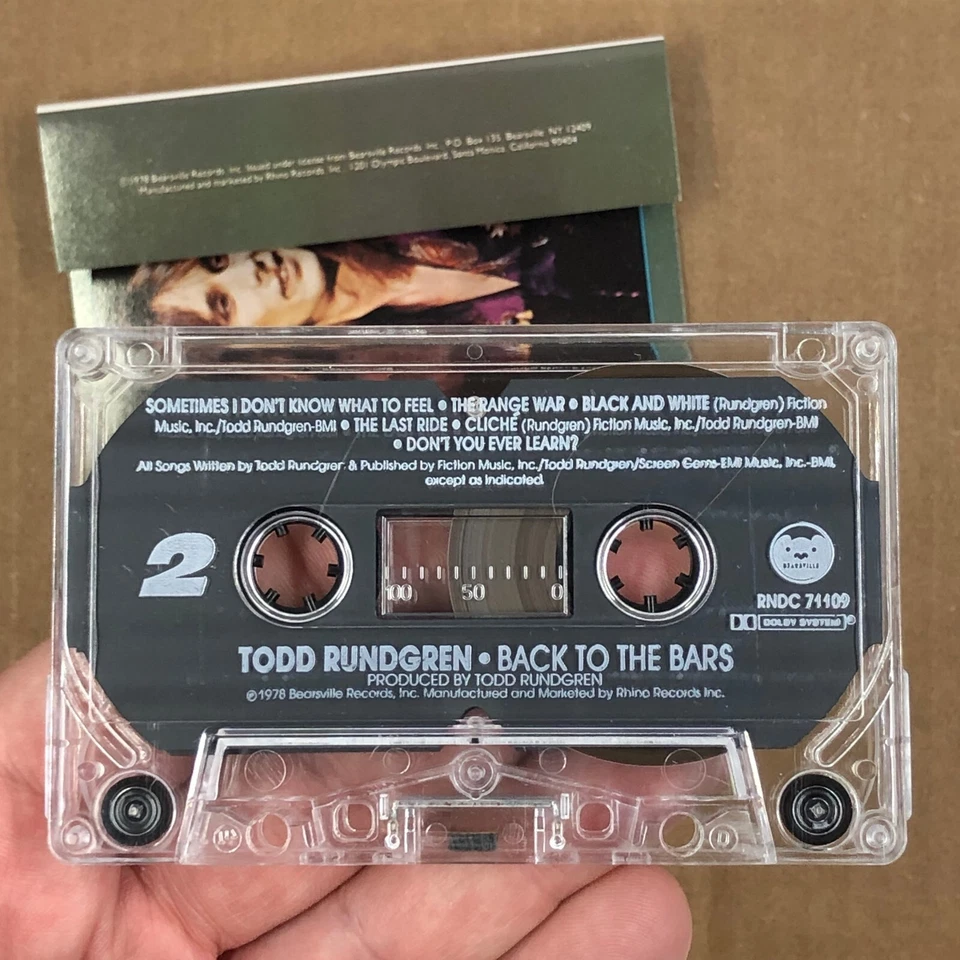 ℗1978 Bearsville Records, Inc. Issued under license from Bearsville Records Inc., P.O. Box 135, Bearsville, NY 12409
Manufactured and marketed by Rhino Records Inc., 1201 Olympic Boulevard, Santa Monica, California 90404
SOMETIMES I DON'T KNOW WHAT TO FEEL • THE RANGE WAR • BLACK AND WHITE (Rundgren) Fiction
Music, Inc./Todd Rundgren-BMI • THE LAST RIDE • CLICHÉ (Rundgren) Fiction Music, Inc./Todd Rundgren-BMI
• DON'T YOU EVER LEARN?
All Songs Written by Todd Rundgren & Published by Fiction Music, Inc./Todd Rundgren/Screen Gems-EMI Music, Inc.-BMI,
except as indicated.
2
100 50 0
BEARSVILLE
RNDC 71109
DOLBY SYSTEM®
TODD RUNDGREN • BACK TO THE BARS
PRODUCED BY TODD RUNDGREN
℗1978 Bearsville Records, Inc. Manufactured and Marketed by Rhino Records Inc.